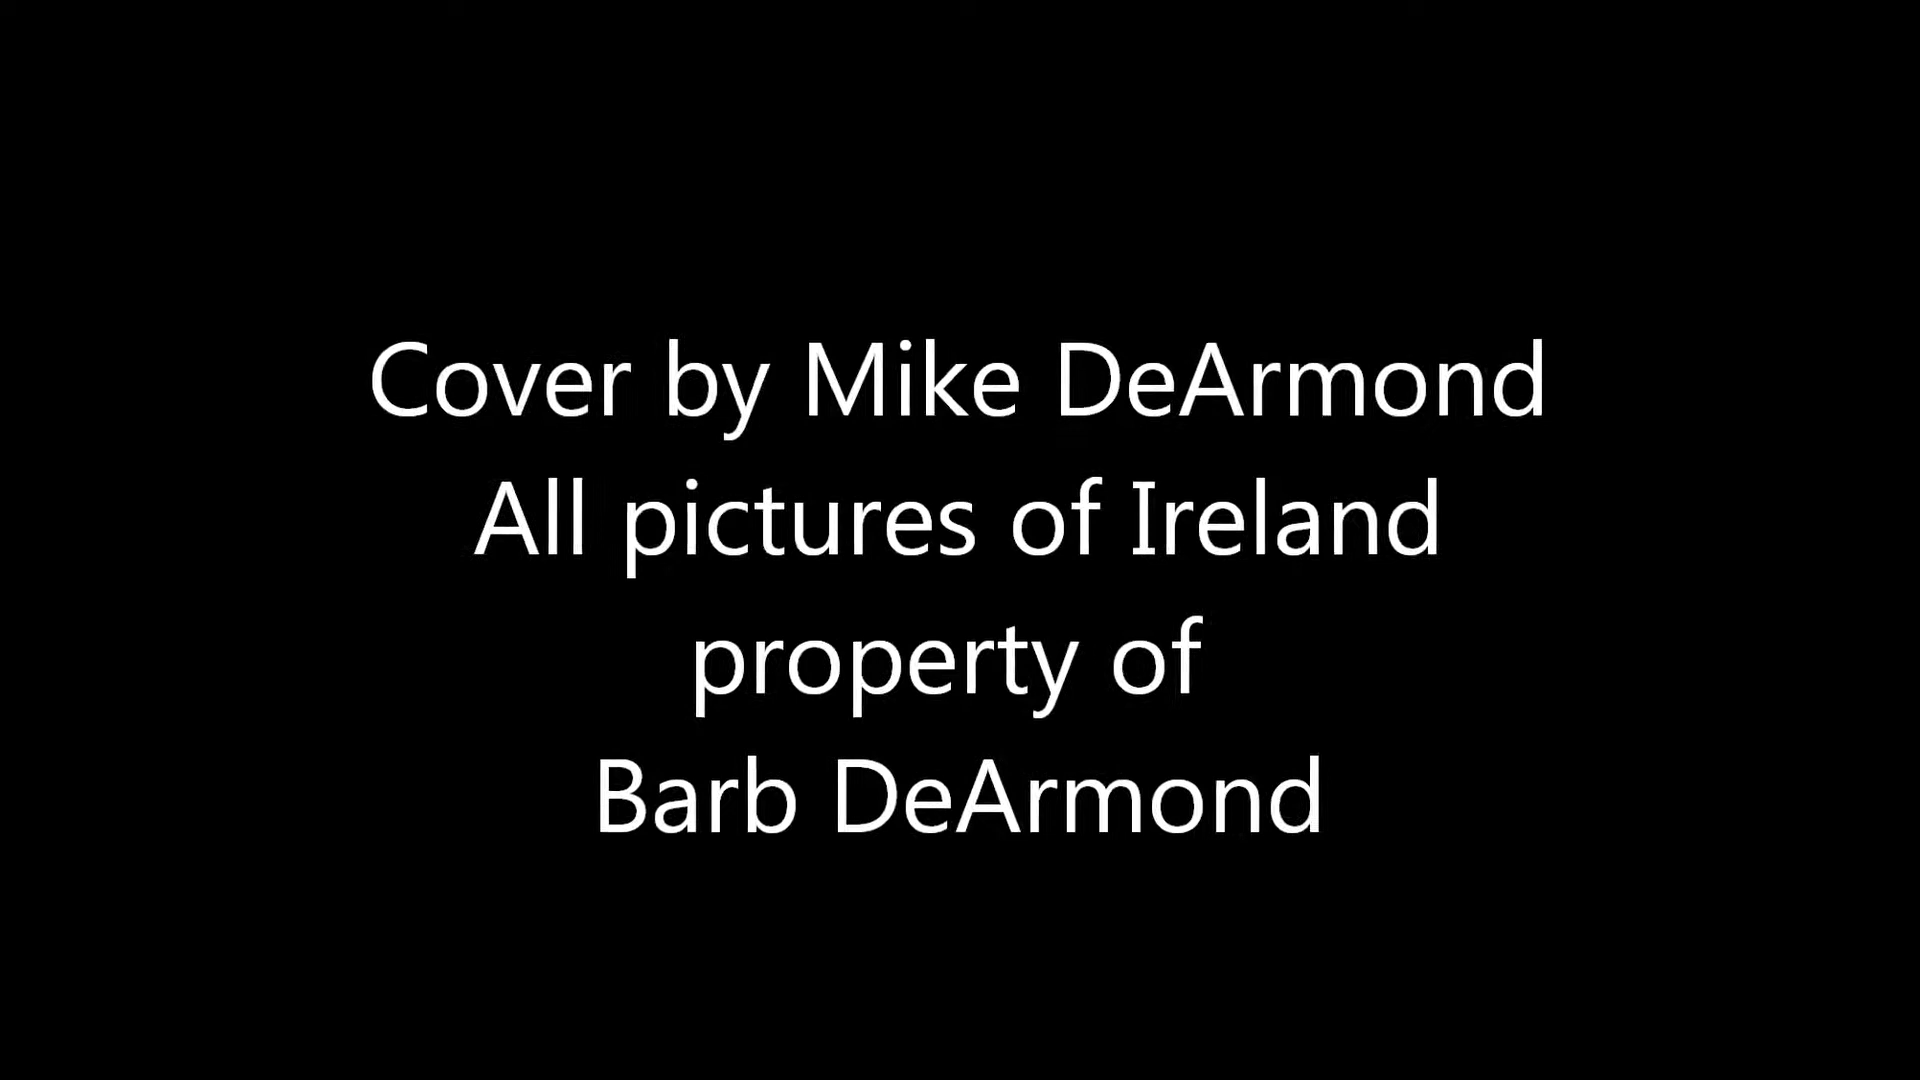 Cover by Mike DeArmond
All pictures of Ireland
property of
Barb DeArmond